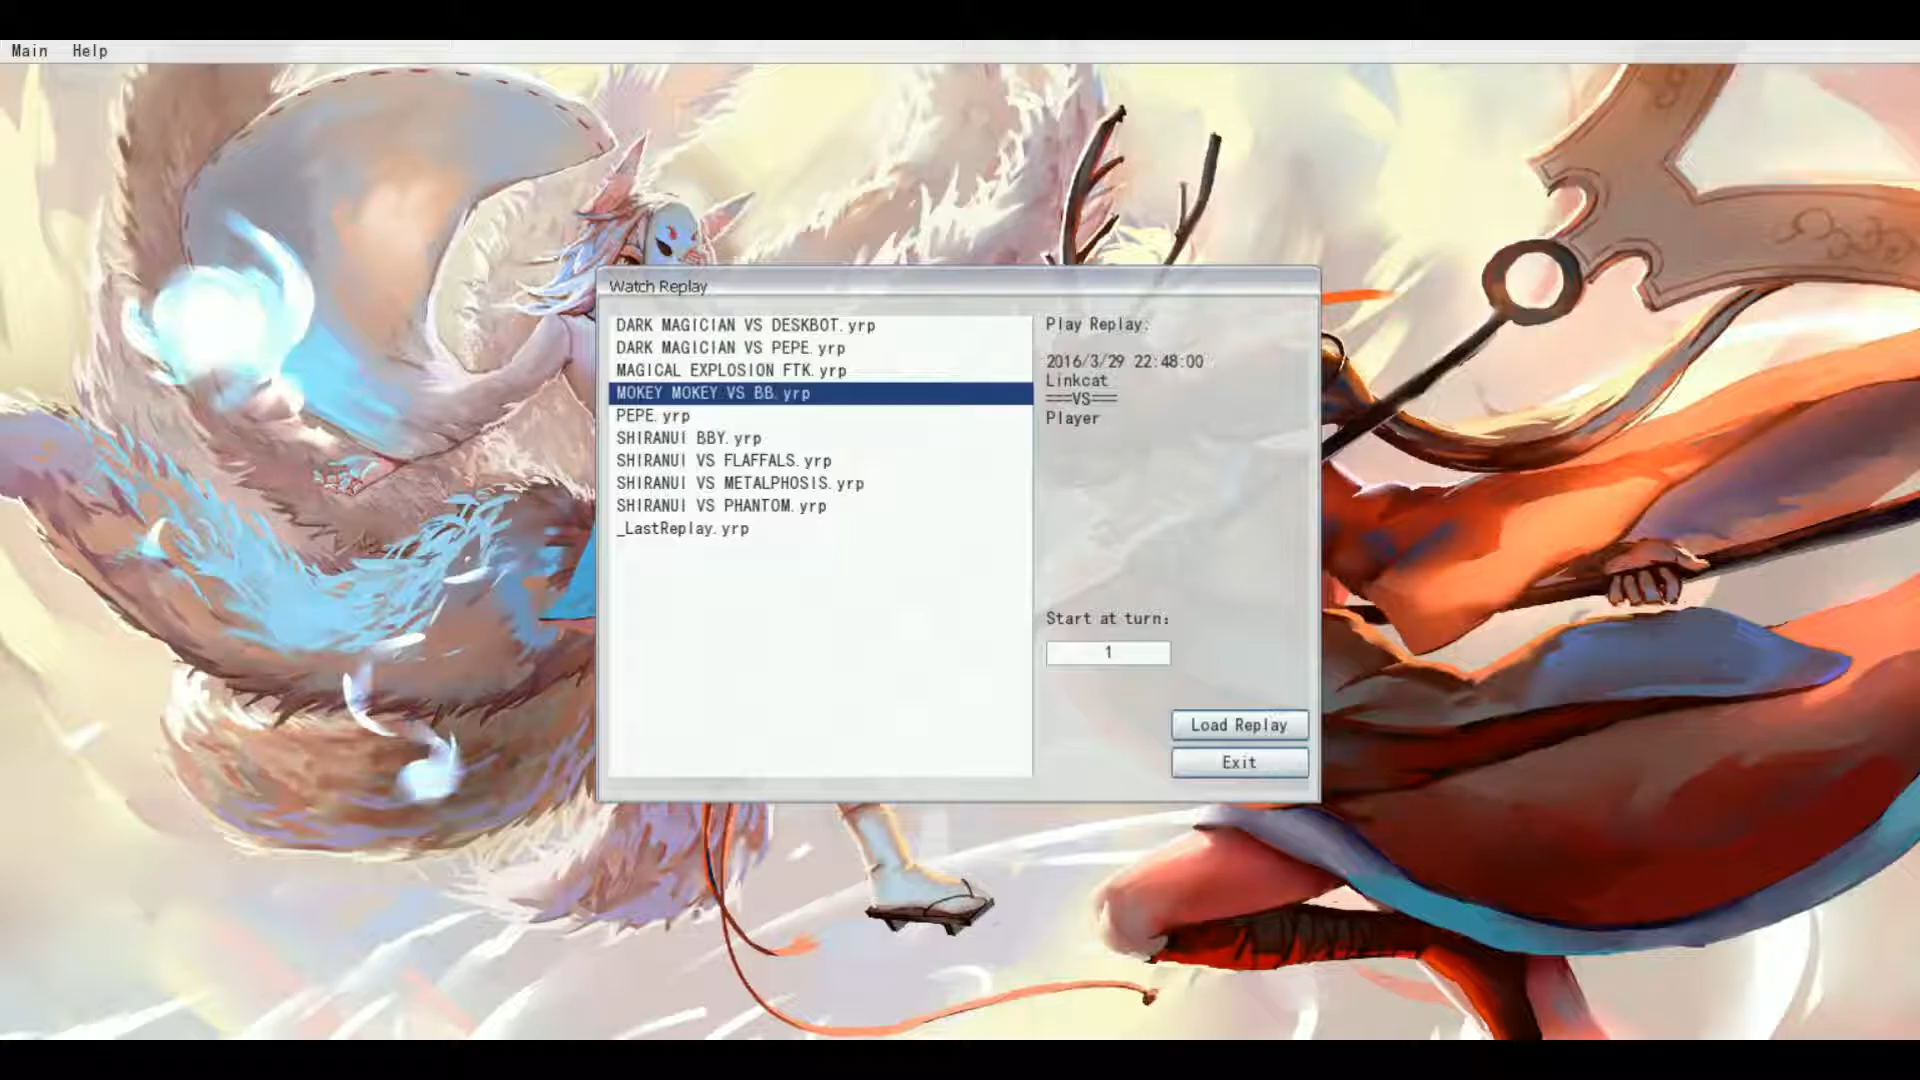 Main Help
Watch Replay
DARK MAGICIAN VS DESKBOT.yrp
DARK MAGICIAN VS PEPE.yrp
MAGICAL EXPLOSION FTK.yrp
MOKEY MOKEY VS BB.yrp
PEPE.yrp
SHIRANUI BBY.yrp
SHIRANUI VS FLAFFALS.yrp
SHIRANUI VS METALPHOSIS.yrp
SHIRANUI VS PHANTOM.yrp
_LastReplay.yrp
Play Replay:
2016/3/29 22:48:00
Linkcat
===VS===
Player
Start at turn:
1
Load Replay
Exit